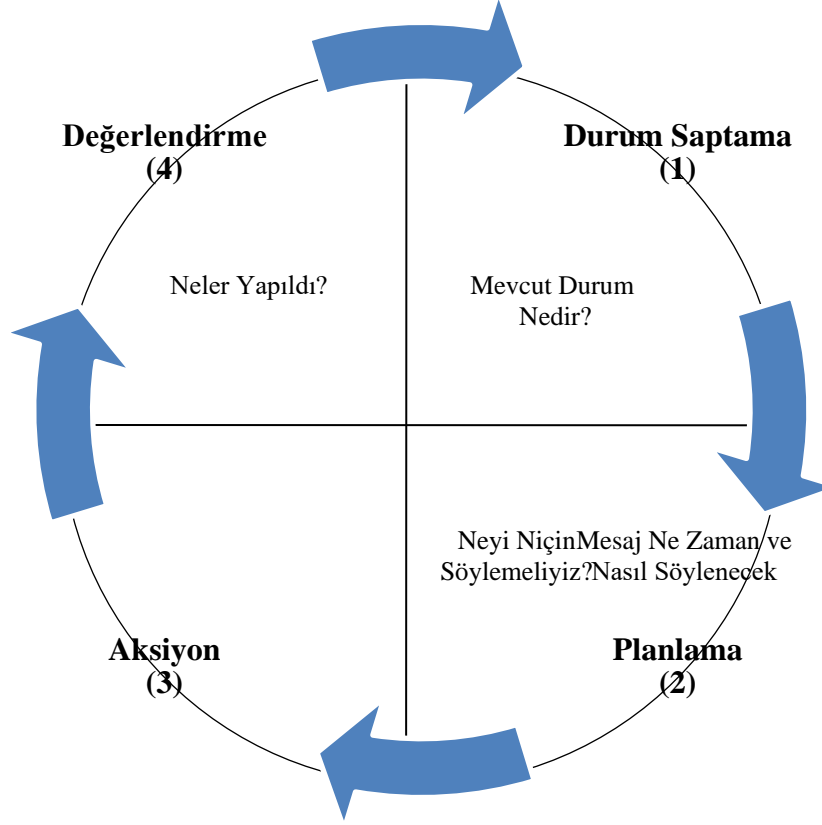 Değerlendirme
(4)
Durum Saptama
(1)
Neler Yapıldı?
Mevcut Durum
Nedir?
Neyi NiçinMesaj Ne Zaman ve
Söylemeliyiz?Nasıl Söylenecek
Aksiyon
(3)
Planlama
(2)